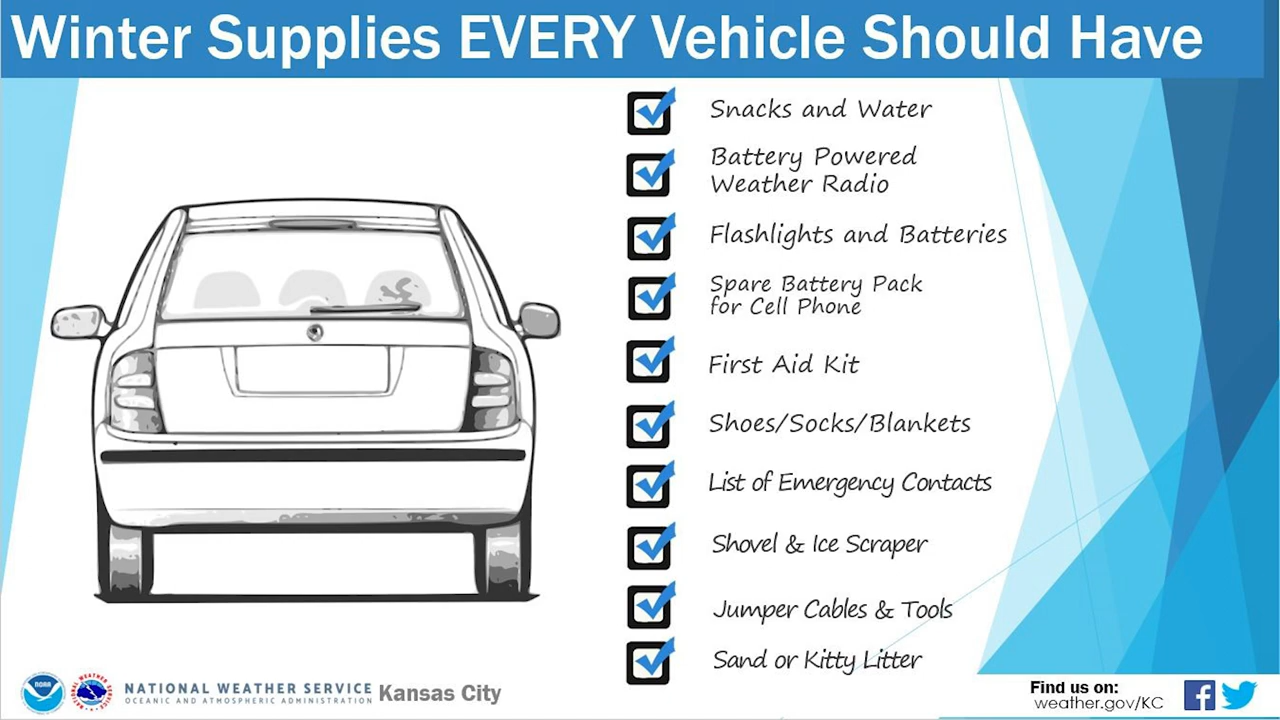 Winter Supplies EVERY Vehicle Should Have
Snacks and Water
Battery Powered
Weather Radio
Flashlights and Batteries
Spare Battery Pack
for Cell Phone
First Aid Kit
Shoes/Socks/Blankets
List of Emergency Contacts
Shovel & Ice Scraper
Jumper Cables & Tools
Sand or Kitty Litter
NOAA
NATIONAL WEATHER SERVICE
OCEANIC AND ATMOSPHERIC ADMINISTRATION
Kansas City
Find us on:
weather.gov/KC